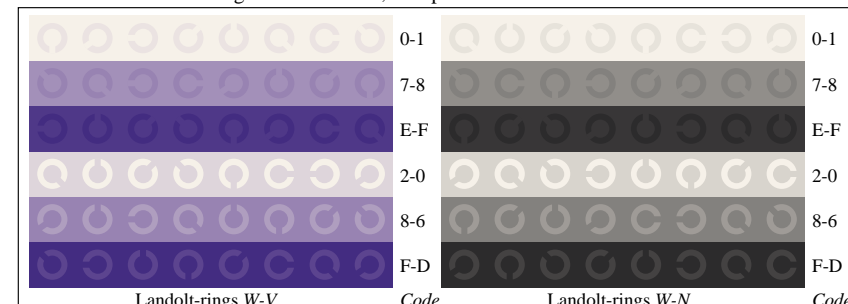 0-1 0-1
7-8 7-8
E-F E-F
2-0 2-0
8-6 8-6
F-D F-D
Landolt-rings W-V Code Landolt-rings W-N Code